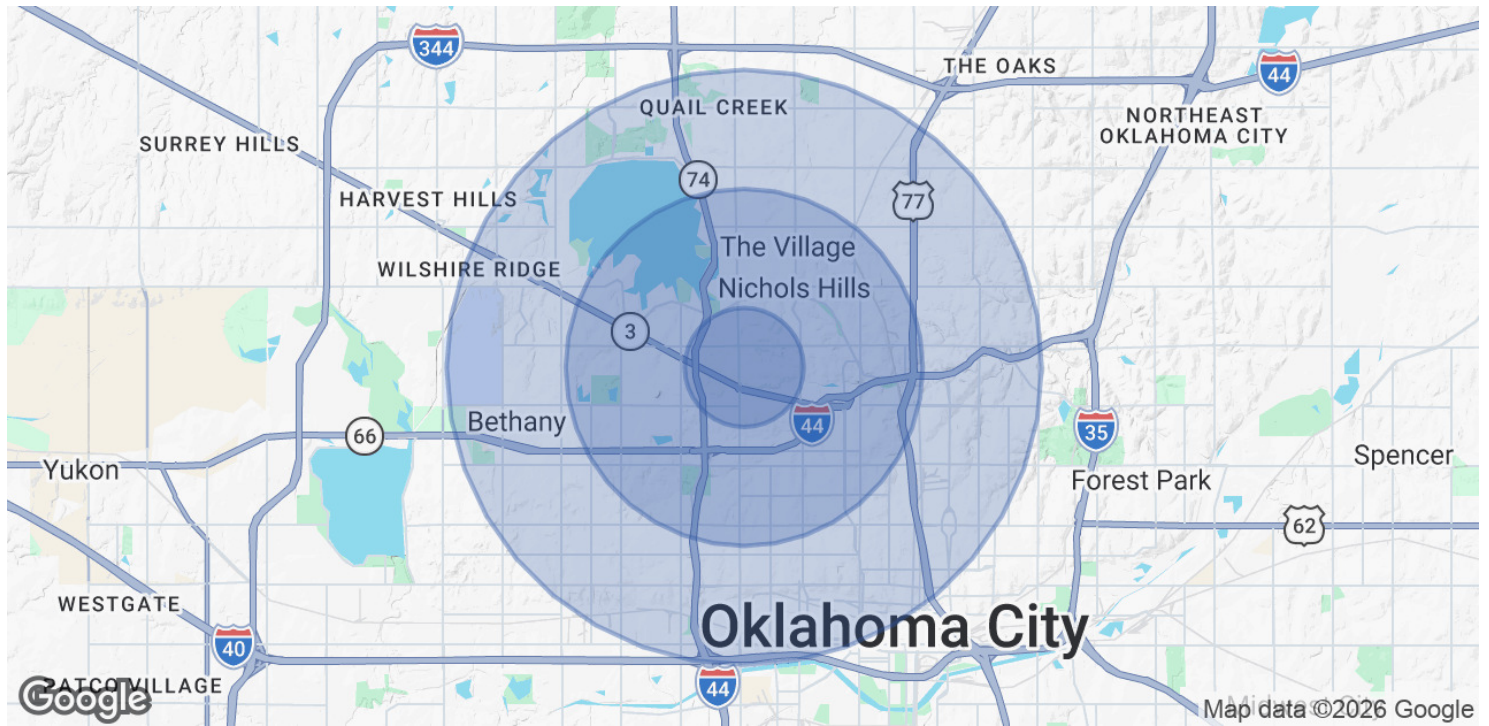 344
THE OAKS
44
QUAIL CREEK
NORTHEAST
OKLAHOMA CITY
SURREY HILLS
74
HARVEST HILLS
77
The Village
WILSHIRE RIDGE
Nichols Hills
3
Bethany
44
66
35
Yukon
Spencer
Forest Park
62
WESTGATE
Oklahoma City
40
PATCO VILLAGE
44
Google
Midwest City
Map data ©2026 Google